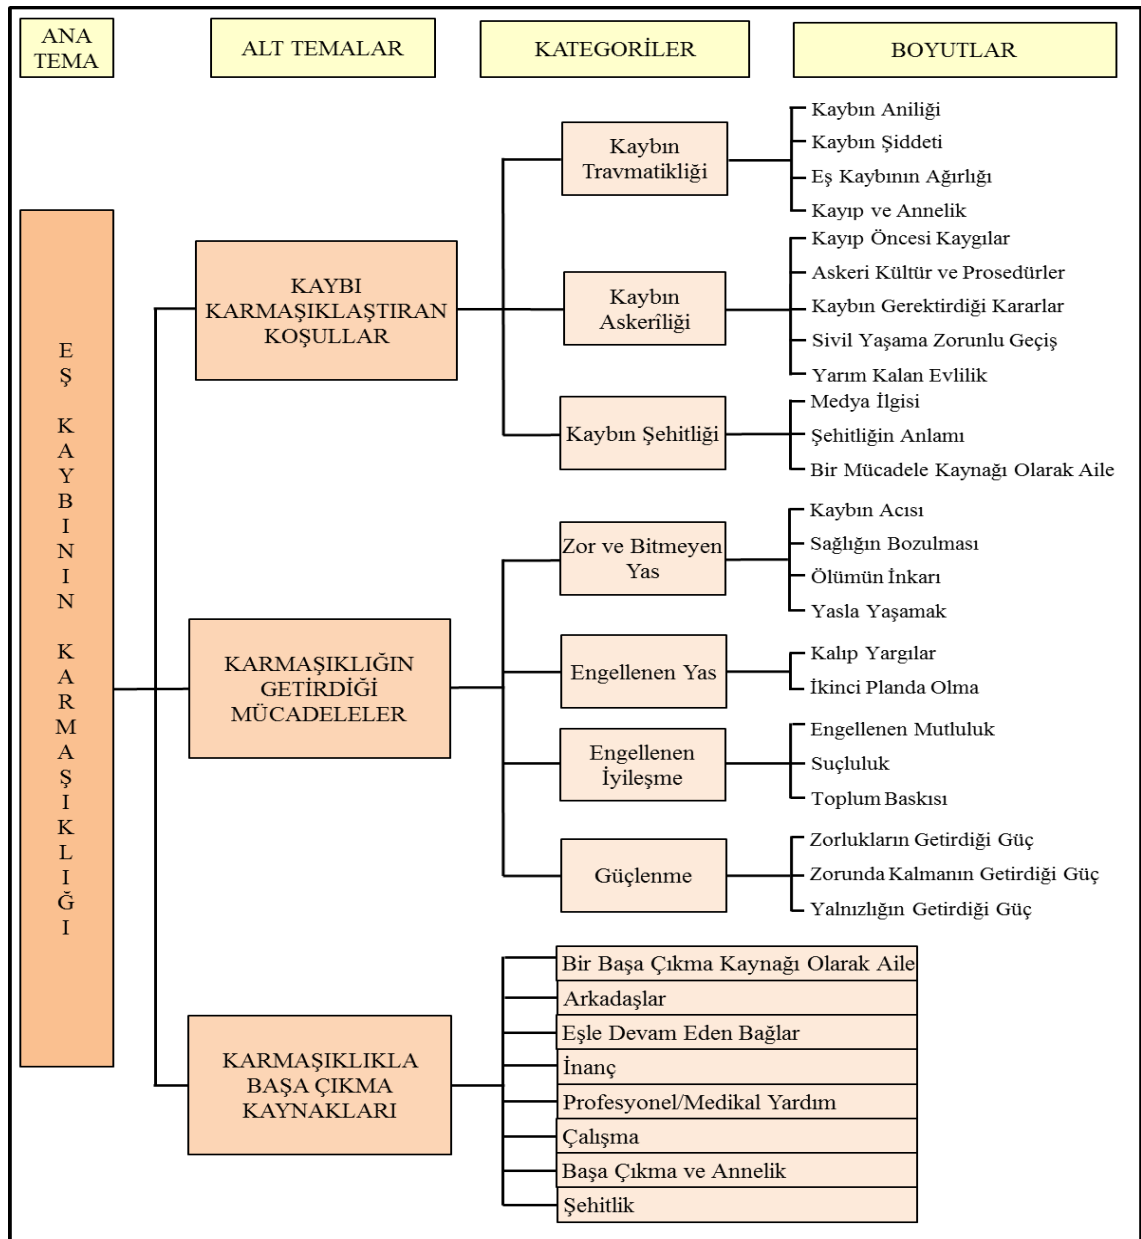 ANA
TEMA
ALT TEMALAR
KATEGORİLER
BOYUTLAR
EŞ KAYBININ KARMAŞIKLIĞI
KAYBI
KARMAŞIKLAŞTIRAN
KOŞULLAR
Kaybın
Travmatikliği
Kaybın Aniliği
Kaybın Şiddeti
Eş Kaybının Ağırlığı
Kayıp ve Annelik
Kaybın
Askerîliği
Kayıp Öncesi Kaygılar
Askeri Kültür ve Prosedürler
Kaybın Gerektirdiği Kararlar
Sivil Yaşama Zorunlu Geçiş
Yarım Kalan Evlilik
Kaybın Şehitliği
Medya İlgisi
Şehitliğin Anlamı
Bir Mücadele Kaynağı Olarak Aile
KARMAŞIKLIĞIN
GETİRDİĞİ
MÜCADELELER
Zor ve Bitmeyen
Yas
Kaybın Acısı
Sağlığın Bozulması
Ölümün İnkarı
Yasla Yaşamak
Engellenen Yas
Kalıp Yargılar
İkinci Planda Olma
Engellenen
İyileşme
Engellenen Mutluluk
Suçluluk
Toplum Baskısı
Güçlenme
Zorlukların Getirdiği Güç
Zorunda Kalmanın Getirdiği Güç
Yalnızlığın Getirdiği Güç
KARMAŞIKLIKLA
BAŞA ÇIKMA
KAYNAKLARI
Bir Başa Çıkma Kaynağı Olarak Aile
Arkadaşlar
Eşle Devam Eden Bağlar
İnanç
Profesyonel/Medikal Yardım
Çalışma
Başa Çıkma ve Annelik
Şehitlik